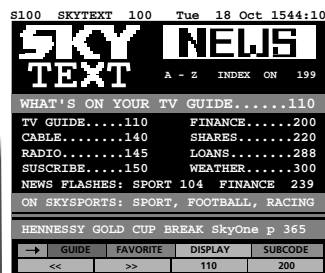 S100 SKYTEXT 100 Tue 18 Oct 1544:10
SKY NEWS
TEXT A - Z INDEX ON 199
WHAT'S ON YOUR TV GUIDE......110
TV GUIDE.....110 FINANCE......200
CABLE........140 SHARES.......220
RADIO........145 LOANS........288
SUSCRIBE.....150 WEATHER......300
NEWS FLASHES: SPORT 104 FINANCE 239
ON SKYSPORTS: SPORT, FOOTBALL, RACING
HENNESSY GOLD CUP BREAK SkyOne p 365
→ GUIDE FAVORITE DISPLAY SUBCODE
<< >> 110 200